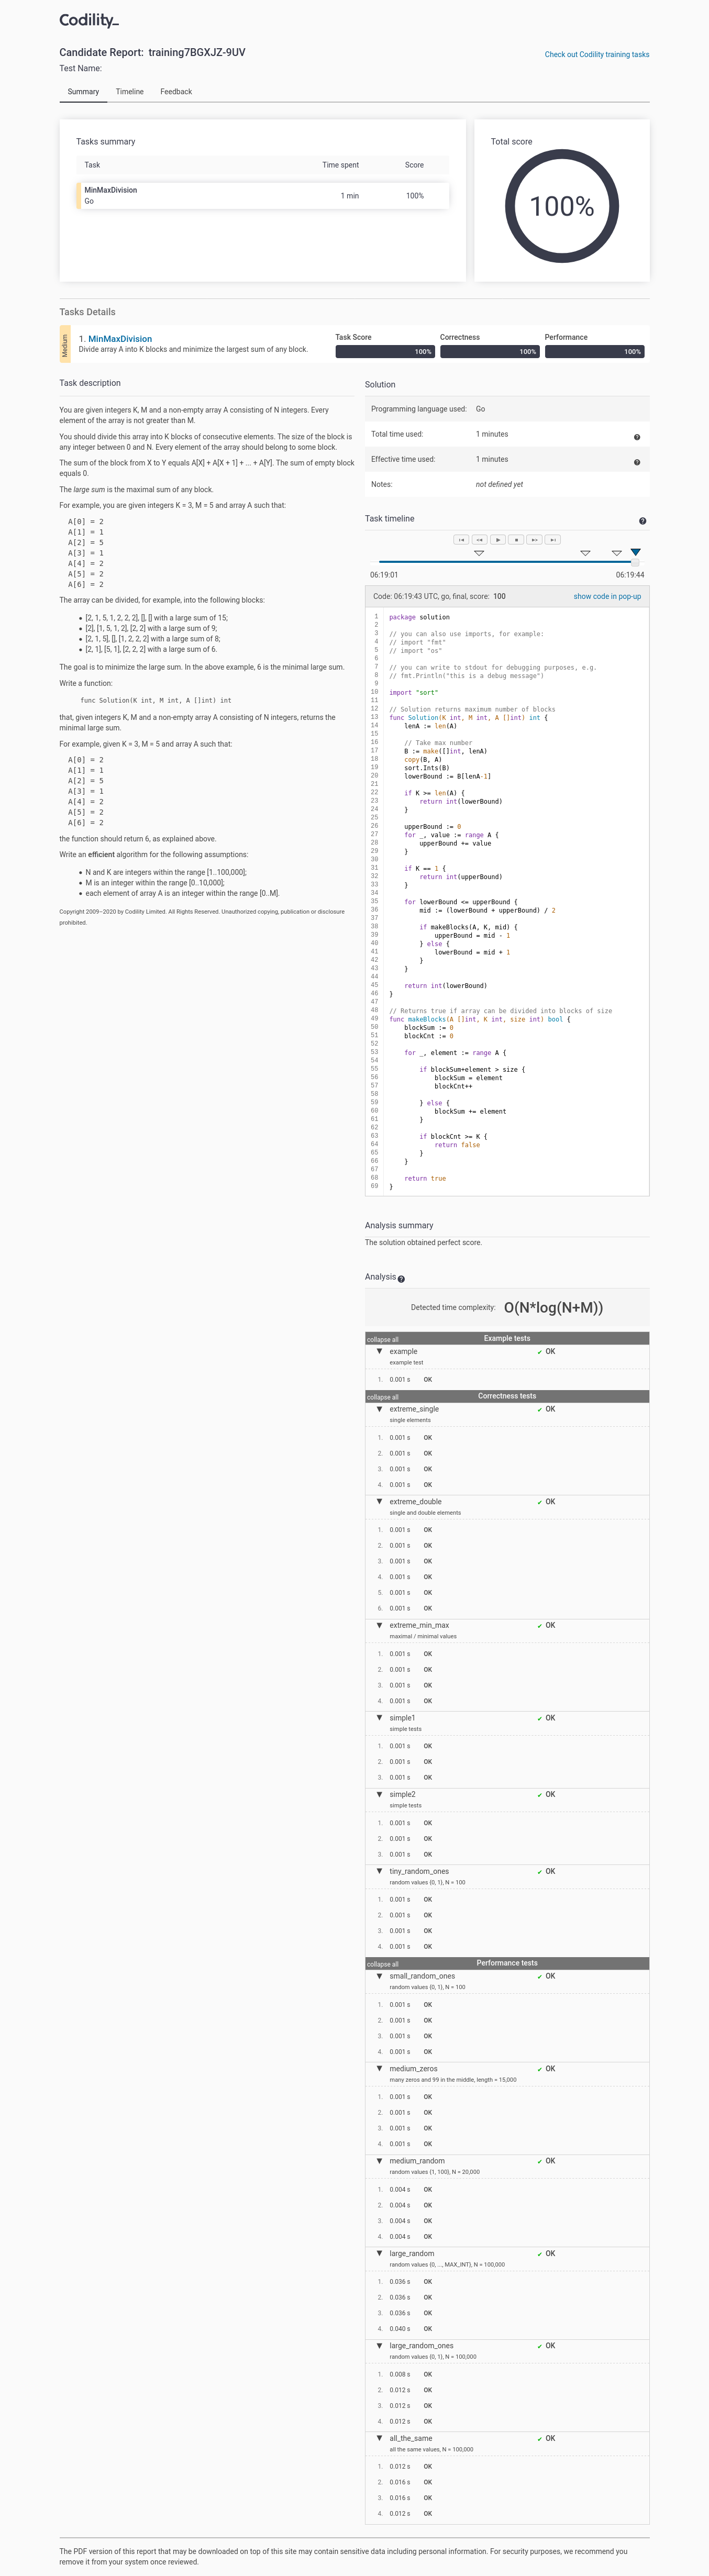 Codility_
Candidate Report: training7BGXJZ-9UV
Check out Codility training tasks
Test Name:
Summary Timeline Feedback
Tasks summary
Task Time spent Score
MinMaxDivision
Go
1 min 100%
Total score
100%
Tasks Details
Medium
1. MinMaxDivision
Divide array A into K blocks and minimize the largest sum of any block.
Task Score Correctness Performance
100% 100% 100%
Task description
You are given integers K, M and a non-empty array A consisting of N integers. Every
element of the array is not greater than M.
You should divide this array into K blocks of consecutive elements. The size of the block is
any integer between 0 and N. Every element of the array should belong to some block.
The sum of the block from X to Y equals A[X] + A[X + 1] + ... + A[Y]. The sum of empty block
equals 0.
The large sum is the maximal sum of any block.
For example, you are given integers K = 3, M = 5 and array A such that:
A[0] = 2
A[1] = 1
A[2] = 5
A[3] = 1
A[4] = 2
A[5] = 2
A[6] = 2
The array can be divided, for example, into the following blocks:
• [2, 1, 5, 1, 2, 2, 2], [], [] with a large sum of 15;
• [2], [1, 5, 1, 2], [2, 2] with a large sum of 9;
• [2, 1, 5], [], [1, 2, 2, 2] with a large sum of 8;
• [2, 1], [5, 1], [2, 2, 2] with a large sum of 6.
The goal is to minimize the large sum. In the above example, 6 is the minimal large sum.
Write a function:
func Solution(K int, M int, A []int) int
that, given integers K, M and a non-empty array A consisting of N integers, returns the
minimal large sum.
For example, given K = 3, M = 5 and array A such that:
A[0] = 2
A[1] = 1
A[2] = 5
A[3] = 1
A[4] = 2
A[5] = 2
A[6] = 2
the function should return 6, as explained above.
Write an efficient algorithm for the following assumptions:
• N and K are integers within the range [1..100,000];
• M is an integer within the range [0..10,000];
• each element of array A is an integer within the range [0..M].
Copyright 2009–2020 by Codility Limited. All Rights Reserved. Unauthorized copying, publication or disclosure
prohibited.
Solution
Programming language used: Go
Total time used: 1 minutes
Effective time used: 1 minutes
Notes: not defined yet
Task timeline
06:19:01 06:19:44
Code: 06:19:43 UTC, go, final, score: 100
show code in pop-up
1 package solution
2
3 // you can also use imports, for example:
4 // import "fmt"
5 // import "os"
6
7 // you can write to stdout for debugging purposes, e.g.
8 // fmt.Println("this is a debug message")
9
10 import "sort"
11
12 // Solution returns maximum number of blocks
13 func Solution(K int, M int, A []int) int {
14 lenA := len(A)
15
16 // Take max number
17 B := make([]int, lenA)
18 copy(B, A)
19 sort.Ints(B)
20 lowerBound := B[lenA-1]
21
22 if K >= len(A) {
23 return int(lowerBound)
24 }
25
26 upperBound := 0
27 for _, value := range A {
28 upperBound += value
29 }
30
31 if K == 1 {
32 return int(upperBound)
33 }
34
35 for lowerBound <= upperBound {
36 mid := (lowerBound + upperBound) / 2
37
38 if makeBlocks(A, K, mid) {
39 upperBound = mid - 1
40 } else {
41 lowerBound = mid + 1
42 }
43 }
44
45 return int(lowerBound)
46 }
47
48 // Returns true if array can be divided into blocks of size
49 func makeBlocks(A []int, K int, size int) bool {
50 blockSum := 0
51 blockCnt := 0
52
53 for _, element := range A {
54
55 if blockSum+element > size {
56 blockSum = element
57 blockCnt++
58
59 } else {
60 blockSum += element
61 }
62
63 if blockCnt >= K {
64 return false
65 }
66 }
67
68 return true
69 }
Analysis summary
The solution obtained perfect score.
Analysis
Detected time complexity: O(N*log(N+M))
collapse all Example tests
example ✔ OK
example test
1. 0.001 s OK
collapse all Correctness tests
extreme_single ✔ OK
single elements
1. 0.001 s OK
2. 0.001 s OK
3. 0.001 s OK
4. 0.001 s OK
extreme_double ✔ OK
single and double elements
1. 0.001 s OK
2. 0.001 s OK
3. 0.001 s OK
4. 0.001 s OK
5. 0.001 s OK
6. 0.001 s OK
extreme_min_max ✔ OK
maximal / minimal values
1. 0.001 s OK
2. 0.001 s OK
3. 0.001 s OK
4. 0.001 s OK
simple1 ✔ OK
simple tests
1. 0.001 s OK
2. 0.001 s OK
3. 0.001 s OK
simple2 ✔ OK
simple tests
1. 0.001 s OK
2. 0.001 s OK
3. 0.001 s OK
tiny_random_ones ✔ OK
random values {0, 1}, N = 100
1. 0.001 s OK
2. 0.001 s OK
3. 0.001 s OK
4. 0.001 s OK
collapse all Performance tests
small_random_ones ✔ OK
random values {0, 1}, N = 100
1. 0.001 s OK
2. 0.001 s OK
3. 0.001 s OK
4. 0.001 s OK
medium_zeros ✔ OK
many zeros and 99 in the middle, length = 15,000
1. 0.001 s OK
2. 0.001 s OK
3. 0.001 s OK
4. 0.001 s OK
medium_random ✔ OK
random values {1, 100}, N = 20,000
1. 0.004 s OK
2. 0.004 s OK
3. 0.004 s OK
4. 0.004 s OK
large_random ✔ OK
random values {0, ..., MAX_INT}, N = 100,000
1. 0.036 s OK
2. 0.036 s OK
3. 0.036 s OK
4. 0.040 s OK
large_random_ones ✔ OK
random values {0, 1}, N = 100,000
1. 0.008 s OK
2. 0.012 s OK
3. 0.012 s OK
4. 0.012 s OK
all_the_same ✔ OK
all the same values, N = 100,000
1. 0.012 s OK
2. 0.016 s OK
3. 0.016 s OK
4. 0.012 s OK
The PDF version of this report that may be downloaded on top of this site may contain sensitive data including personal information. For security purposes, we recommend you
remove it from your system once reviewed.